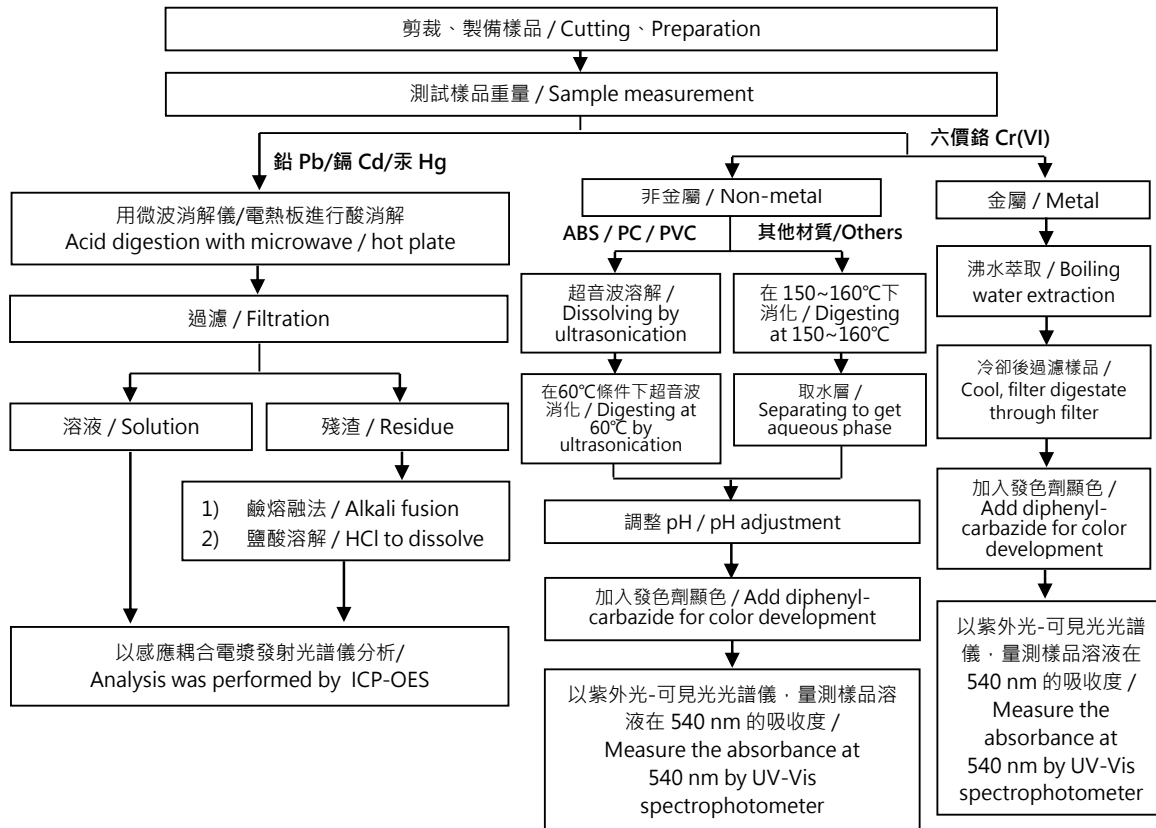 剪裁、製備樣品 / Cutting、Preparation
測試樣品重量 / Sample measurement
鉛 Pb/鎘 Cd/汞 Hg
用微波消解儀/電熱板進行酸消解
Acid digestion with microwave / hot plate
過濾 / Filtration
溶液 / Solution
殘渣 / Residue
1) 鹼熔融法 / Alkali fusion
2) 鹽酸溶解 / HCl to dissolve
以感應耦合電漿發射光譜儀分析/
Analysis was performed by ICP-OES
六價鉻 Cr(VI)
非金屬 / Non-metal
ABS / PC / PVC
超音波溶解 /
Dissolving by
ultrasonication
在60℃條件下超音波
消化 / Digesting at
60℃ by
ultrasonication
其他材質/Others
在 150~160℃下
消化 / Digesting
at 150~160℃
取水層 /
Separating to get
aqueous phase
調整 pH / pH adjustment
加入發色劑顯色 / Add diphenyl-
carbazide for color development
以紫外光-可見光光譜儀，量測樣品溶
液在 540 nm 的吸收度 /
Measure the absorbance at
540 nm by UV-Vis
spectrophotometer
金屬 / Metal
沸水萃取 / Boiling
water extraction
冷卻後過濾樣品 /
Cool, filter digestate
through filter
加入發色劑顯色 /
Add diphenyl-
carbazide for color
development
以紫外光-可見光光譜
儀，量測樣品溶液在
540 nm 的吸收度 /
Measure the
absorbance at
540 nm by UV-Vis
spectrophotometer